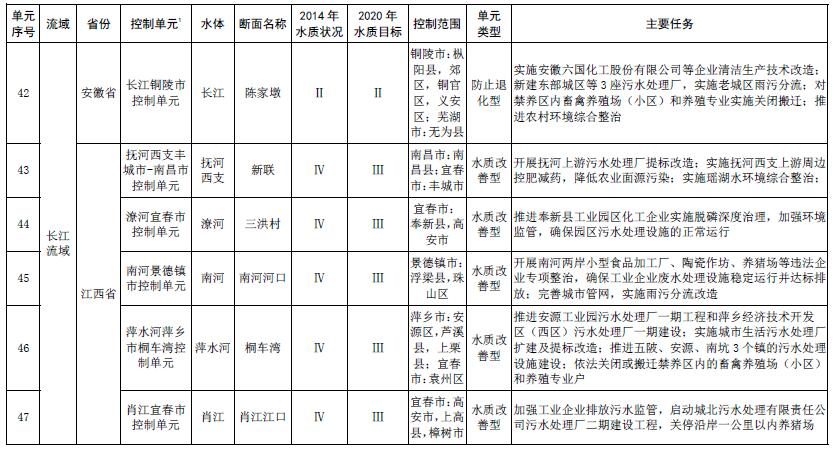 单元序号 流域 省份 控制单元1 水体 断面名称 2014年水质状况 2020年水质目标 控制范围 单元类型 主要任务
42
长江流域
安徽省
长江铜陵市
控制单元
长江
陈家墩
II
II
铜陵市：枞
阳县，郊
区，铜官
区，义安
区；芜湖
市：无为县
防止退
化型
实施安徽六国化工股份有限公司等企业清洁生产技术改造；
新建东部城区等3座污水处理厂，实施老城区雨污分流；对
禁养区内畜禽养殖场（小区）和养殖专业实施关闭搬迁；推
进农村环境综合整治
43
江西省
抚河西支丰
城市-南昌市
控制单元
抚河
西支
新联
IV
III
南昌市：南
昌县；宜春
市：丰城市
水质改
善型
开展抚河上游污水处理厂提标改造；实施抚河西支上游周边
控肥减药，降低农业面源污染；实施瑶湖水环境综合整治；
44
潦河宜春市
控制单元
潦河
三洪村
IV
III
宜春市：
奉新县，高
安市
水质改
善型
推进奉新县工业园区化工企业实施脱磷深度治理，加强环境
监管，确保园区污水处理设施的正常运行
45
南河景德镇
市控制单元
南河
南河河口
IV
III
景德镇市：
浮梁县，珠
山区
水质改
善型
开展南河两岸小型食品加工厂、陶瓷作坊、养猪场等违法企
业专项整治，确保工业企业废水处理设施稳定运行并达标排
放；完善城市管网，实施雨污分流改造
46
萍水河萍乡
市桐车湾控
制单元
萍水河
桐车湾
IV
III
萍乡市：安
源区，芦溪
县，上栗
县；宜春
市：袁州区
水质改
善型
推进安源工业园污水处理厂一期工程和萍乡经济技术开发
区（西区）污水处理厂一期建设；实施城市生活污水处理厂
扩建及提标改造；推进五陂、安源、南坑3个镇的污水处理
设施建设；依法关闭或搬迁禁养区内的畜禽养殖场（小区）
和养殖专业户
47
肖江宜春市
控制单元
肖江
肖江江口
IV
III
宜春市：高
安市，上高
县，樟树市
水质改
善型
加强工业企业排放污水监管，启动城北污水处理有限责任公
司污水处理厂二期建设工程，关停沿岸一公里以内养猪场